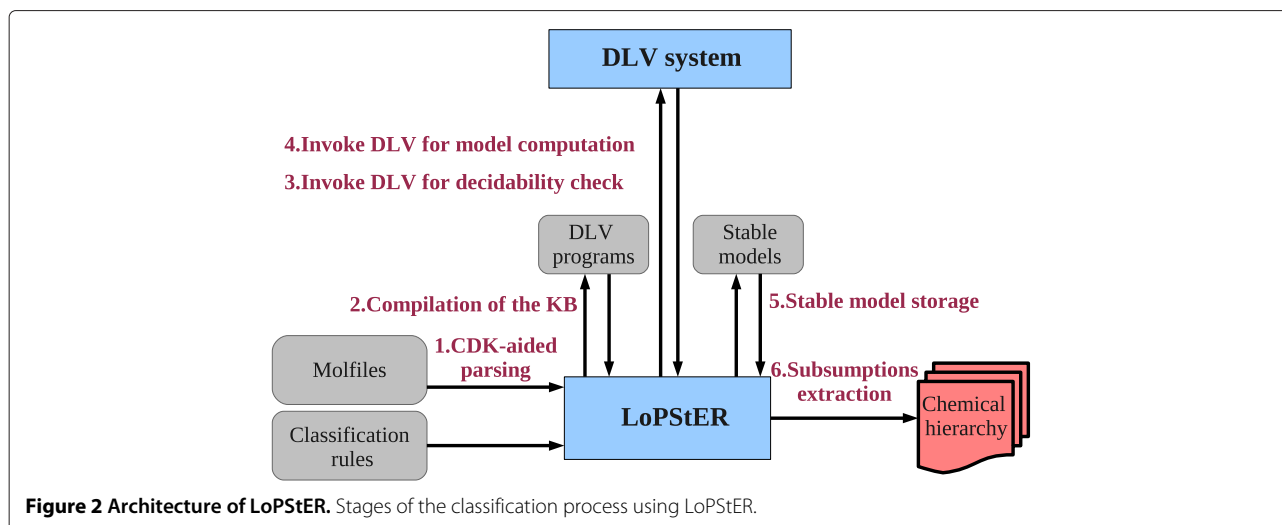 DLV system
4.Invoke DLV for model computation
3.Invoke DLV for decidability check
DLV
programs
Stable
models
2.Compilation of the KB
5.Stable model storage
Molfiles
1.CDK-aided
parsing
6.Subsumptions
extraction
LoPStER
Chemical
hierarchy
Classification
rules
Figure 2 Architecture of LoPStER. Stages of the classification process using LoPStER.